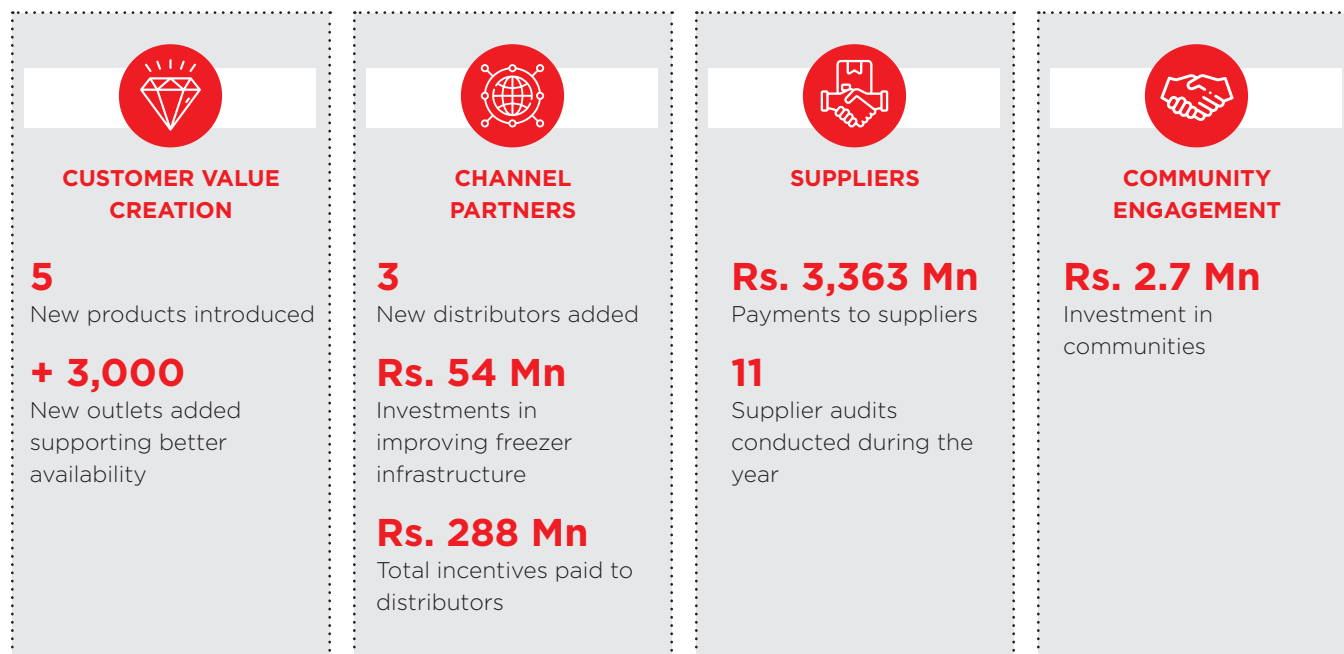 CUSTOMER VALUE
CREATION
5
New products introduced
+ 3,000
New outlets added
supporting better
availability
CHANNEL
PARTNERS
3
New distributors added
Rs. 54 Mn
Investments in
improving freezer
infrastructure
Rs. 288 Mn
Total incentives paid to
distributors
SUPPLIERS
Rs. 3,363 Mn
Payments to suppliers
11
Supplier audits
conducted during the
year
COMMUNITY
ENGAGEMENT
Rs. 2.7 Mn
Investment in
communities